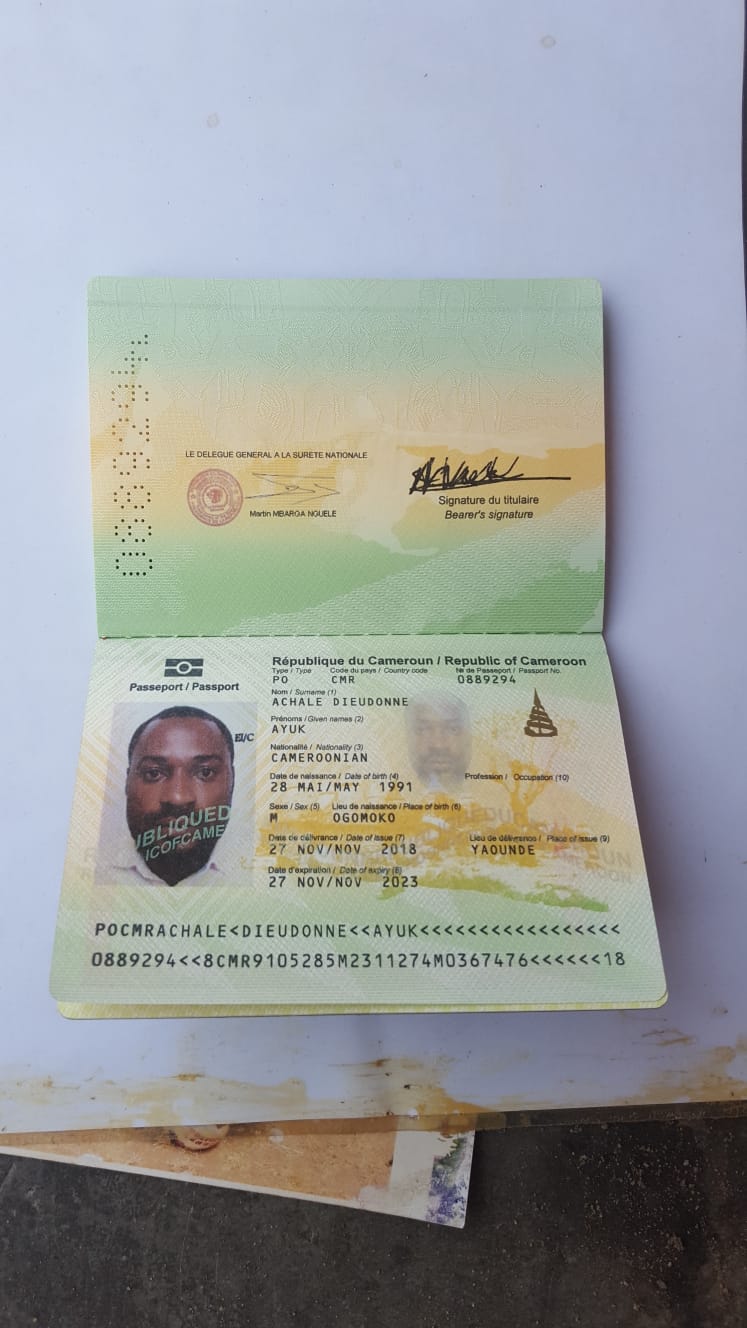 0889294
LE DELEGUE GENERAL A LA SURETE NATIONALE
Martin MBARGA NGUELE
Signature du titulaire
Bearer's signature
Passeport / Passport
République du Cameroun / Republic of Cameroon
Type / Type Code du pays / Country code № de Passeport / Passport No.
PO CMR 0889294
Nom / Surname (1)
ACHALE DIEUDONNE
Prénoms / Given names (2)
AYUK
Nationalité / Nationality (3)
CAMEROONIAN
Date de naissance / Date of birth (4) Profession / Occupation (10)
28 MAI/MAY 1991
Sexe / Sex (5) Lieu de naissance / Place of birth (6)
M OGOMOKO
Date de délivrance / Date of issue (7) Lieu de délivrance / Place of issue (9)
27 NOV/NOV 2018 YAOUNDE
Date d'expiration / Date of expiry (8)
27 NOV/NOV 2023
UBLIQUED
ICOFCAME
POCMRACHALE<DIEUDONNE<<AYUK<<<<<<<<<<<<<<<<<
0889294<<8CMR9105285M2311274M0367476<<<<<<18